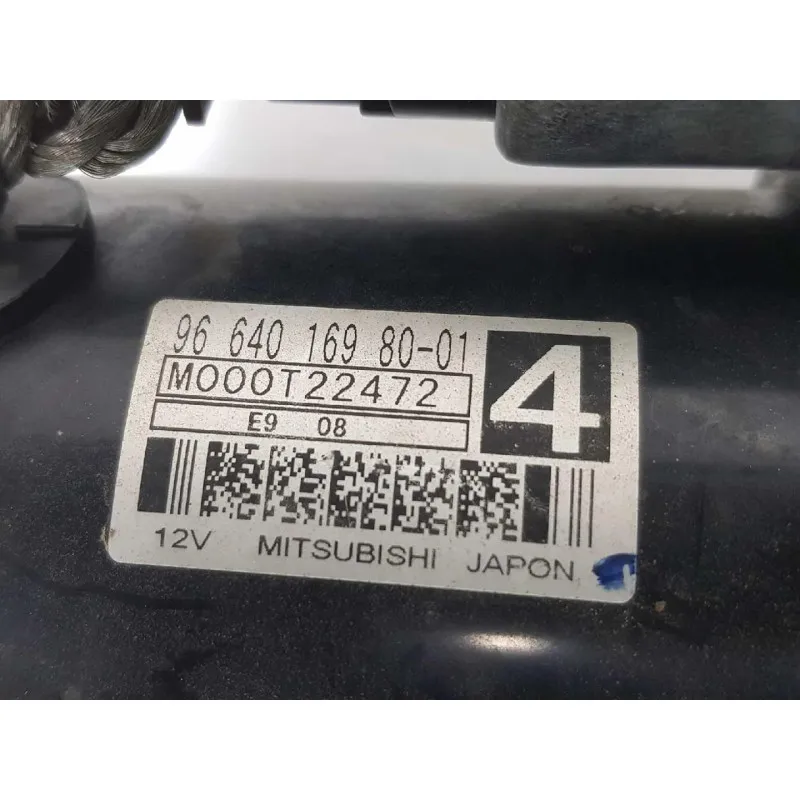 96 640 169 80-01
4
M000T22472
E9 08
12V MITSUBISHI JAPON